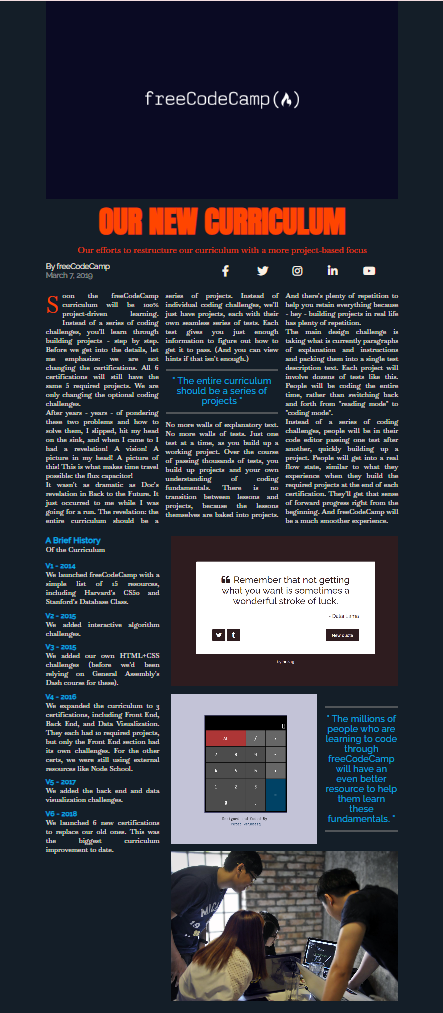 freeCodeCamp(🔥)
OUR NEW CURRICULUM
Our efforts to restructure our curriculum with a more project-based focus
By freeCodeCamp
March 7, 2019
Soon the freeCodeCamp
curriculum will be 100%
project-driven learning.
Instead of a series of coding
challenges, you'll learn through
building projects - step by step.
Before we get into the details, let
me emphasize: we are not
changing the certifications. All 6
certifications will still have the
same 5 required projects. We are
only changing the optional coding
challenges.
After years - years - of pondering
these two problems and how to
solve them, I slipped, hit my head
on the sink, and when I came to I
had a revelation! A vision! A
picture in my head! A picture of
this! This is what makes time travel
possible: the flux capacitor!
It wasn't as dramatic as Doc's
revelation in Back to the Future. It
just occurred to me while I was
going for a run. The revelation: the
entire curriculum should be a
series of projects. Instead of
individual coding challenges, we'll
just have projects, each with their
own seamless series of tests. Each
test gives you just enough
information to figure out how to
get it to pass. (And you can view
hints if that isn't enough.)
" The entire curriculum
should be a series of
projects "
No more walls of explanatory text.
No more walls of tests. Just one
test at a time, as you build up a
working project. Over the course
of passing thousands of tests, you
build up projects and your own
understanding of coding
fundamentals. There is no
transition between lessons and
projects, because the lessons
themselves are baked into projects.
And there's plenty of repetition to
help you retain everything because
- hey - building projects in real life
has plenty of repetition.
The main design challenge is
taking what is currently paragraphs
of explanation and instructions
and packing them into a single test
description text. Each project will
involve dozens of tests like this.
People will be coding the entire
time, rather than switching back
and forth from "reading mode" to
"coding mode".
Instead of a series of coding
challenges, people will be in their
code editor passing one test after
another, quickly building up a
project. People will get into a real
flow state, similar to what they
experience when they build the
required projects at the end of each
certification. They'll get that sense
of forward progress right from the
beginning. And freeCodeCamp will
be a much smoother experience.
A Brief History
Of the Curriculum
V1 - 2014
We launched freeCodeCamp with a
simple list of 15 resources,
including Harvard's CS50 and
Stanford's Database Class.
V2 - 2015
We added interactive algorithm
challenges.
V3 - 2015
We added our own HTML+CSS
challenges (before we'd been
relying on General Assembly's
Dash course for these).
V4 - 2016
We expanded the curriculum to 3
certifications, including Front End,
Back End, and Data Visualization.
They each had 10 required projects,
but only the Front End section had
its own challenges. For the other
certs, we were still using external
resources like Node School.
V5 - 2017
We added the back end and data
visualization challenges.
V6 - 2018
We launched 6 new certifications
to replace our old ones. This was
the biggest curriculum
improvement to date.
“ Remember that not getting
what you want is sometimes a
wonderful stroke of luck.
New quote
" The millions of
people who are
learning to code
through
freeCodeCamp
will have an
even better
resource to help
them learn
these
fundamentals. "